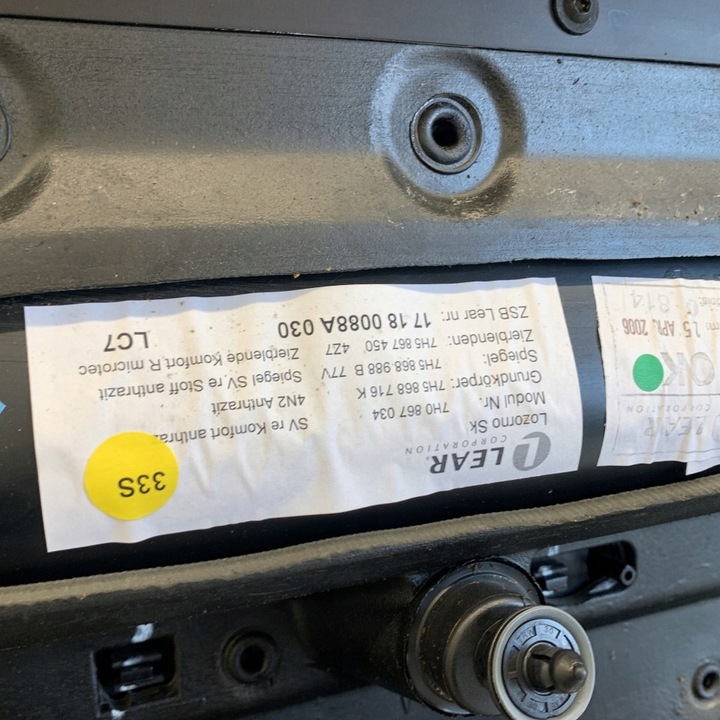 LEAR®
CORPORATION
Lozorno Sk
Modul Nr. 7H0 867 034 SV re Komfort anthraz
Grundkörper: 7H5 868 716 K 4N2 Anthrazit
Spiegel: 7H5 868 988 B 77V Spiegel SV re Stoff anthrazit
Zierblenden: 7H5 867 450 4Z7 Zierblende Komfort R microtec
ZSB Lear nr: 17 18 0088A 030 LC7
33S
LEAR
CORPORATION
OK
2006
814